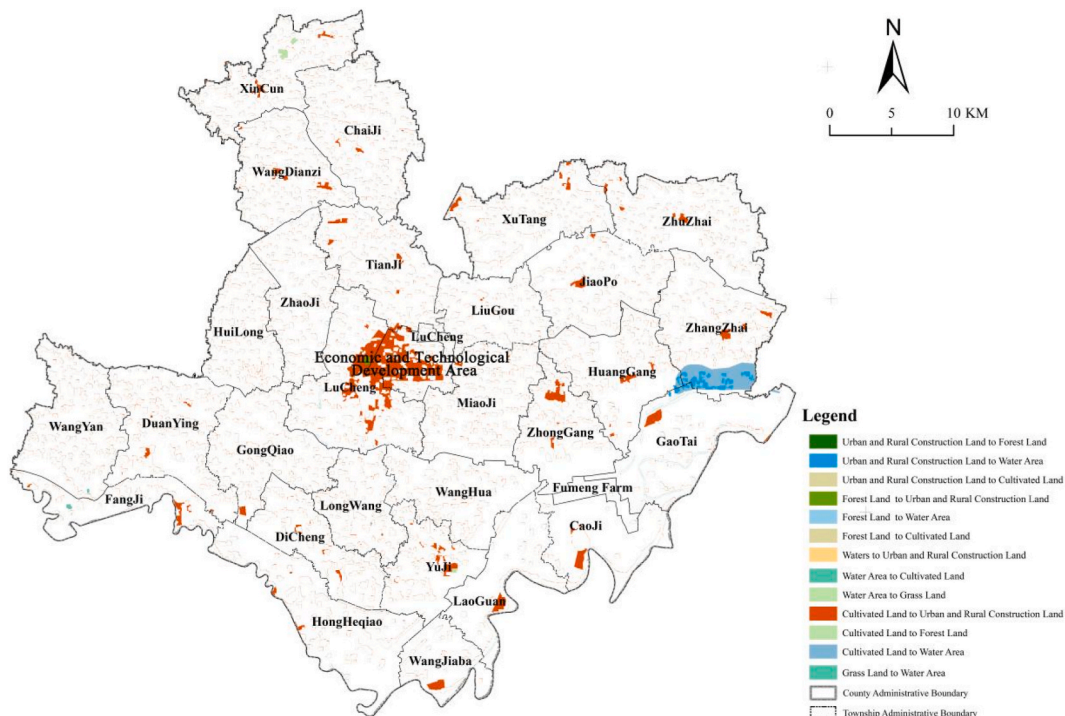 N
0 5 10 KM
XinCun
ChaiJi
WangDianzi
XuTang
ZhuZhai
TianJi
JiaoPo
ZhaoJi
LiuGou
HuiLong
ZhangZhai
LuCheng
Economic and Technological
Development Area
HuangGang
LuCheng
MiaoJi
WangYan
DuanYing
ZhongGang
GaoTai
GongQiao
WangHua
Fumeng Farm
FangJi
LongWang
CaoJi
DiCheng
YuJi
LaoGuan
HongHeqiao
WangJiaba
Legend
Urban and Rural Construction Land to Forest Land
Urban and Rural Construction Land to Water Area
Urban and Rural Construction Land to Cultivated Land
Forest Land to Urban and Rural Construction Land
Forest Land to Water Area
Forest Land to Cultivated Land
Waters to Urban and Rural Construction Land
Water Area to Cultivated Land
Water Area to Grass Land
Cultivated Land to Urban and Rural Construction Land
Cultivated Land to Forest Land
Cultivated Land to Water Area
Grass Land to Water Area
County Administrative Boundary
Township Administrative Boundary